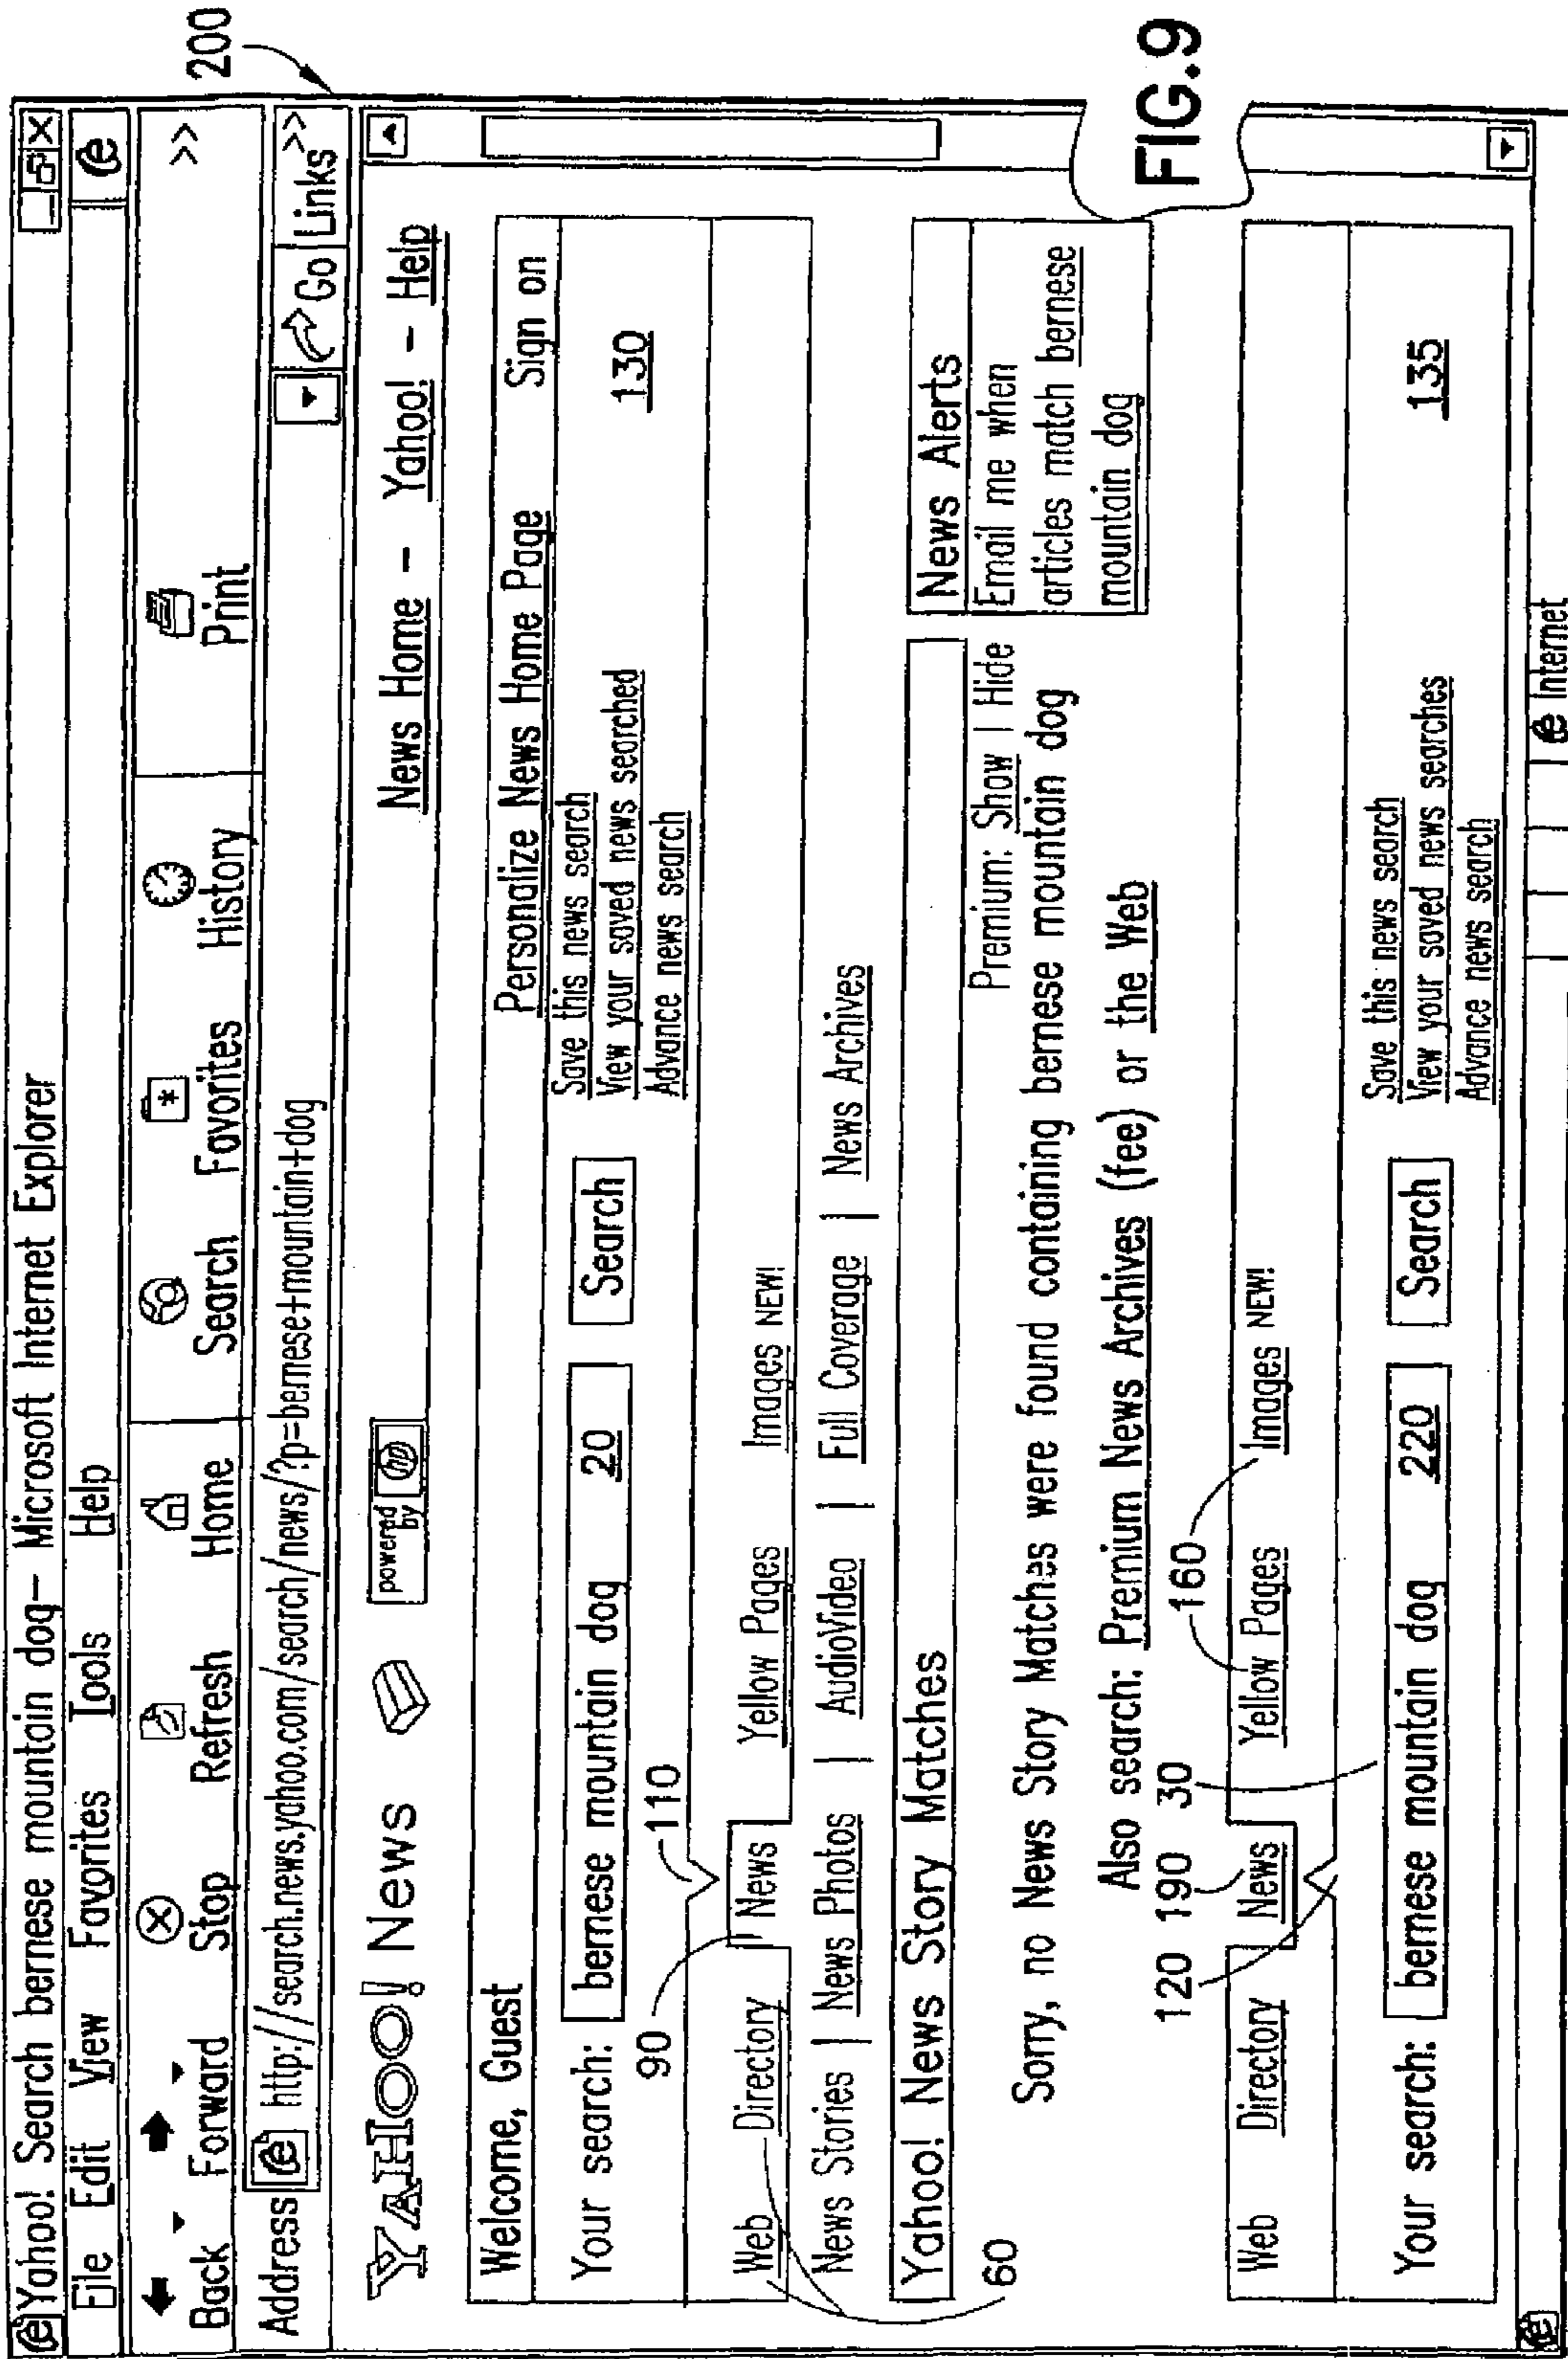 Yahoo! Search bernese mountain dog— Microsoft Internet Explorer
File Edit View Favorites Tools Help
Back Forward Stop Refresh Home Search Favorites History Print >>
Address http://search.news.yahoo.com/search/news/?p=bernese+mountain+dog Go Links >>
200
YAHOO! News powered by hp News Home - Yahoo! - Help
Welcome, Guest Personalize News Home Page Sign on
Your search: bernese mountain dog 20 Search
Save this news search
View your saved news searched
Advance news search
130
90 110
Web Directory News Yellow Pages Images NEW!
News Stories | News Photos | AudioVideo | Full Coverage | News Archives
Yahoo! News Story Matches
60
Premium: Show | Hide
News Alerts
Email me when
articles match bernese
mountain dog
Sorry, no News Story Matches were found containing bernese mountain dog
Also search: Premium News Archives (fee) or the Web
120 190 30 160
Web Directory News Yellow Pages Images NEW!
Your search: bernese mountain dog 220 Search
Save this news search
View your saved news searches
Advance news search
135
Internet
FIG.9